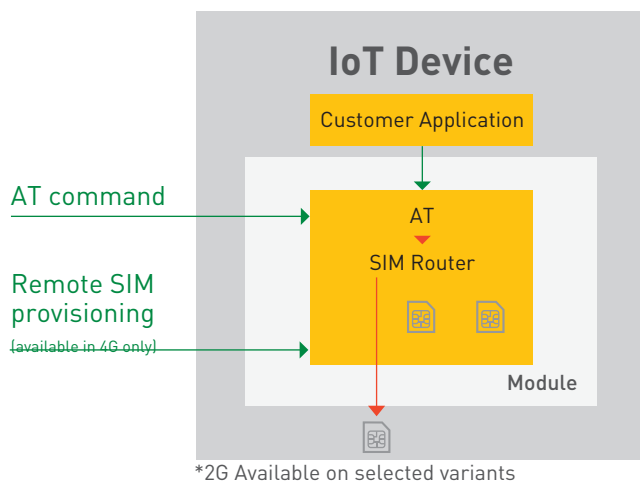 IoT Device
Customer Application
AT command
AT
SIM Router
Remote SIM
provisioning
(available in 4G only)
Module
*2G Available on selected variants